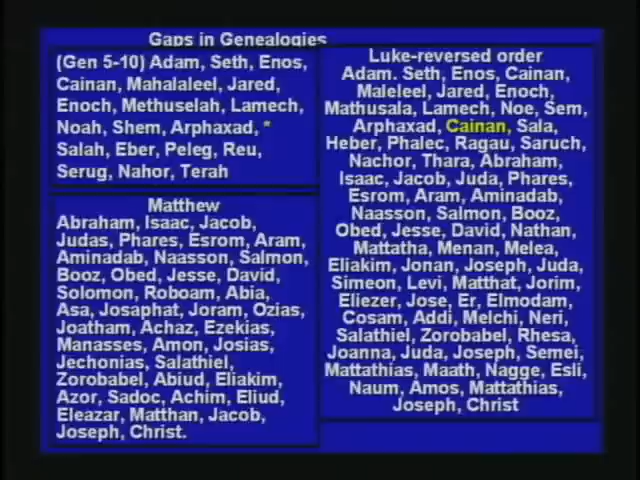 Gaps in Genealogies
(Gen 5-10) Adam, Seth, Enos,
Cainan, Mahalaleel, Jared,
Enoch, Methuselah, Lamech,
Noah, Shem, Arphaxad, *
Salah, Eber, Peleg, Reu,
Serug, Nahor, Terah
Matthew
Abraham, Isaac, Jacob,
Judas, Phares, Esrom, Aram,
Aminadab, Naasson, Salmon,
Booz, Obed, Jesse, David,
Solomon, Roboam, Abia,
Asa, Josaphat, Joram, Ozias,
Joatham, Achaz, Ezekias,
Manasses, Amon, Josias,
Jechonias, Salathiel,
Zorobabel, Abiud, Eliakim,
Azor, Sadoc, Achim, Eliud,
Eleazar, Matthan, Jacob,
Joseph, Christ.
Luke-reversed order
Adam. Seth, Enos, Cainan,
Maleleel, Jared, Enoch,
Mathusala, Lamech, Noe, Sem,
Arphaxad, Cainan, Sala,
Heber, Phalec, Ragau, Saruch,
Nachor, Thara, Abraham,
Isaac, Jacob, Juda, Phares,
Esrom, Aram, Aminadab,
Naasson, Salmon, Booz,
Obed, Jesse, David, Nathan,
Mattatha, Menan, Melea,
Eliakim, Jonan, Joseph, Juda,
Simeon, Levi, Matthat, Jorim,
Eliezer, Jose, Er, Elmodam,
Cosam, Addi, Melchi, Neri,
Salathiel, Zorobabel, Rhesa,
Joanna, Juda, Joseph, Semei,
Mattathias, Maath, Nagge, Esli,
Naum, Amos, Mattathias,
Joseph, Christ